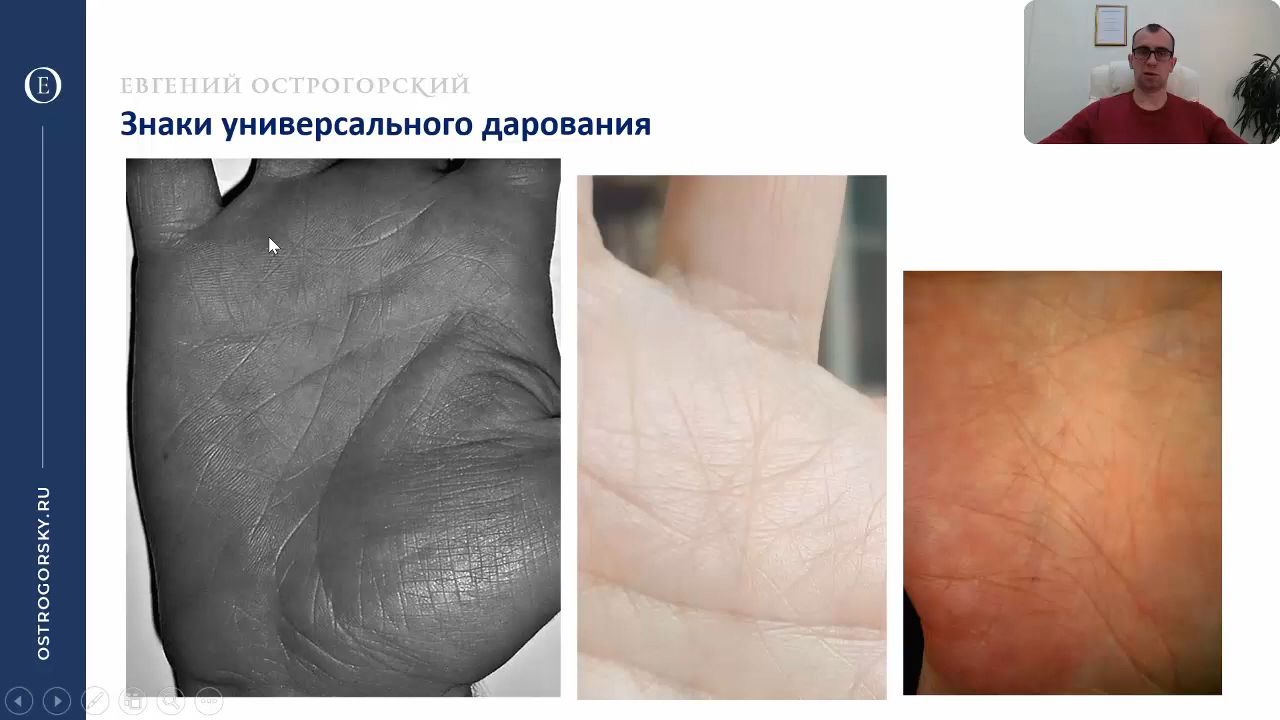 ЕВГЕНИЙ ОСТРОГОРСКИЙ
Знаки универсального дарования
OSTROGORSKY.RU